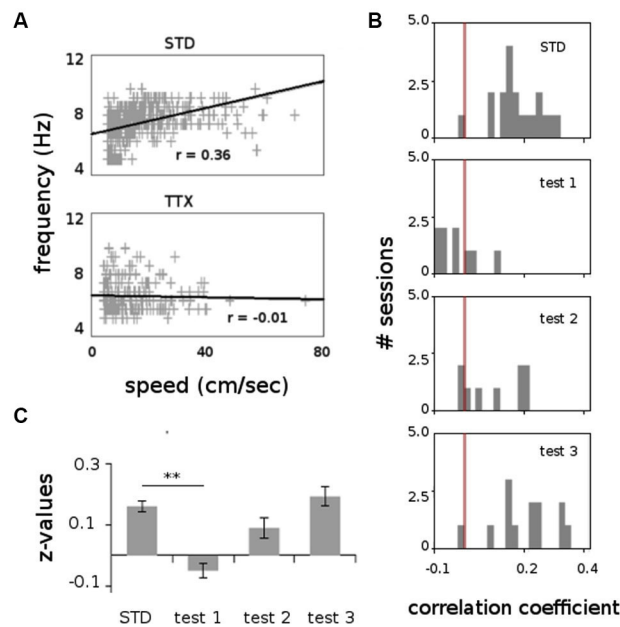 A
STD
12
8
4
r = 0.36
TTX
12
8
4
r = -0.01
0 40 80
frequency (Hz)
speed (cm/sec)
B
5.0
2.5
0
STD
5.0
2.5
0
test 1
5.0
2.5
0
test 2
5.0
2.5
0
test 3
-0.1 0.2 0.4
# sessions
correlation coefficient
C
0.3
0.1
-0.1
**
z-values
STD test 1 test 2 test 3